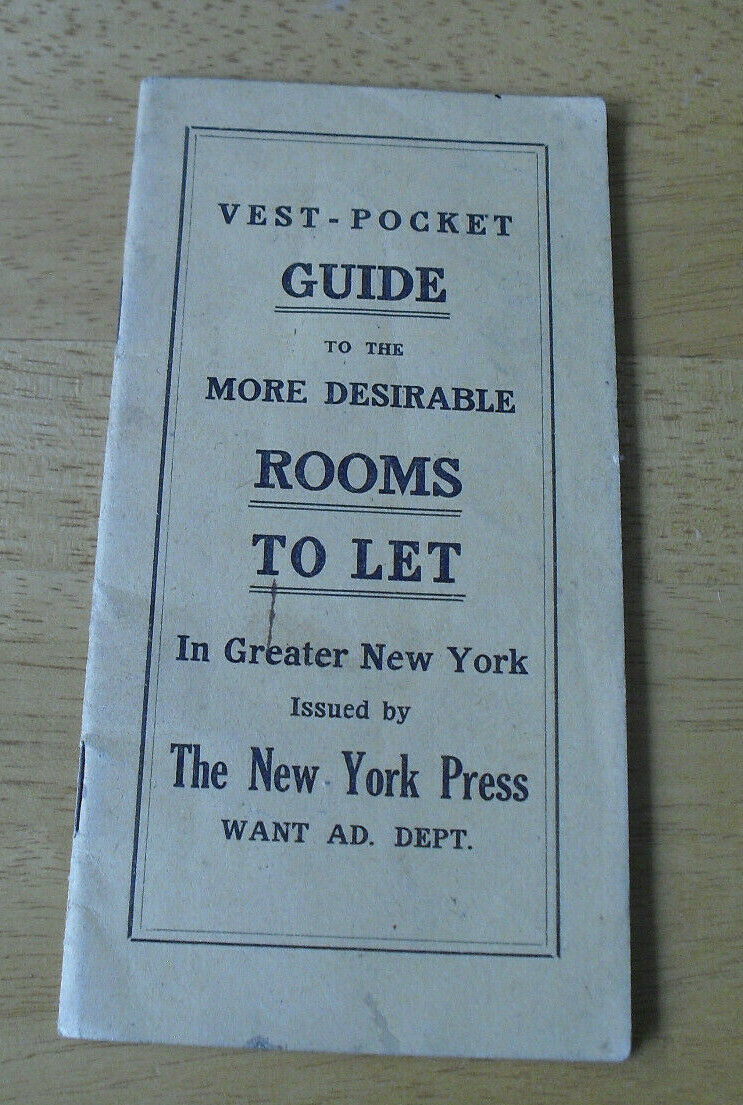 VEST-POCKET
GUIDE
TO THE
MORE DESIRABLE
ROOMS
TO LET
In Greater New York
Issued by
The New York Press
WANT AD. DEPT.